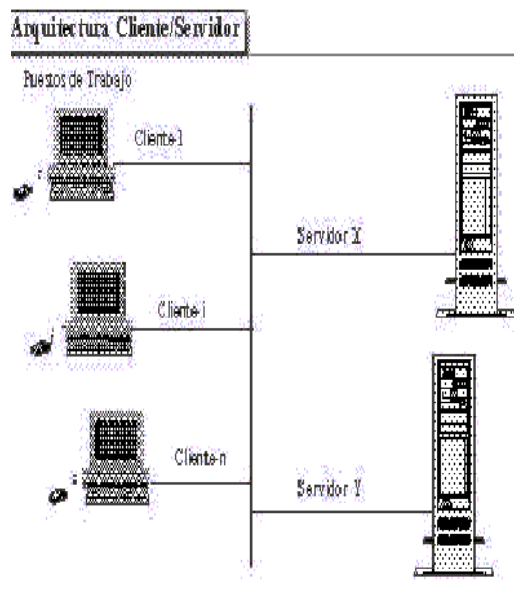 Arquitectura Cliente/Servidor
Puestos de Trabajo
Cliente-1
Servidor X
Cliente-i
Cliente-n
Servidor Y